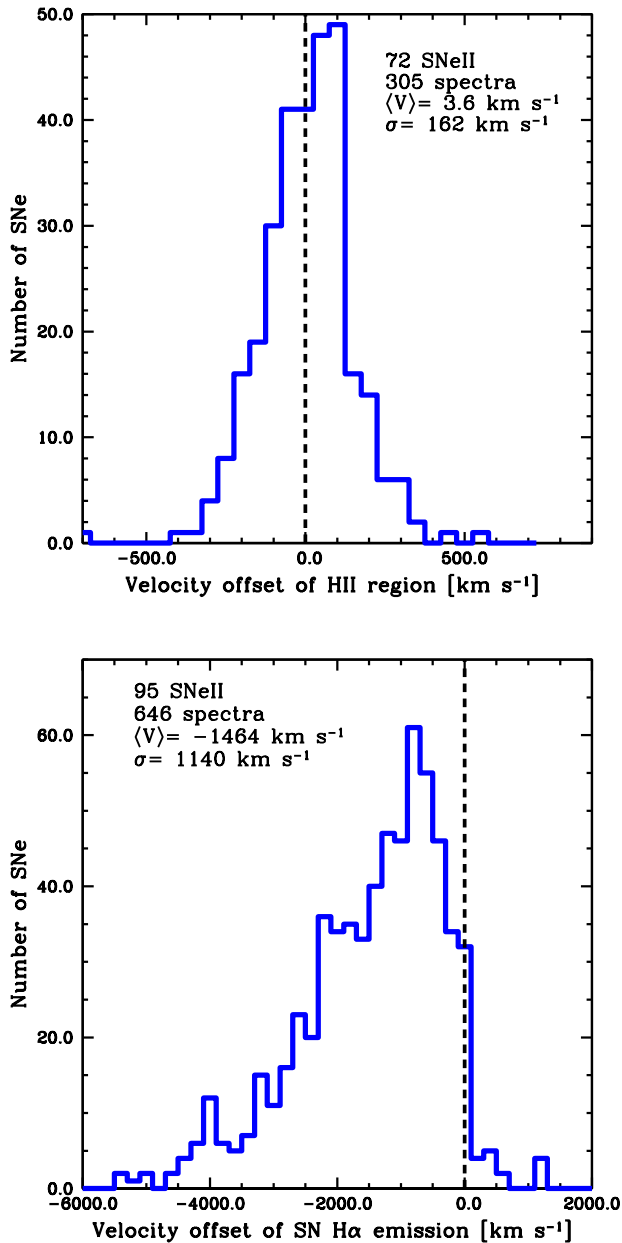 50.0
40.0
30.0
20.0
10.0
0.0
Number of SNe
72 SNeII
305 spectra
⟨V⟩= 3.6 km s⁻¹
σ= 162 km s⁻¹
−500.0 0.0 500.0
Velocity offset of HII region [km s⁻¹]
60.0
40.0
20.0
0.0
Number of SNe
95 SNeII
646 spectra
⟨V⟩= −1464 km s⁻¹
σ= 1140 km s⁻¹
−6000.0 −4000.0 −2000.0 0.0 2000.0
Velocity offset of SN Hα emission [km s⁻¹]